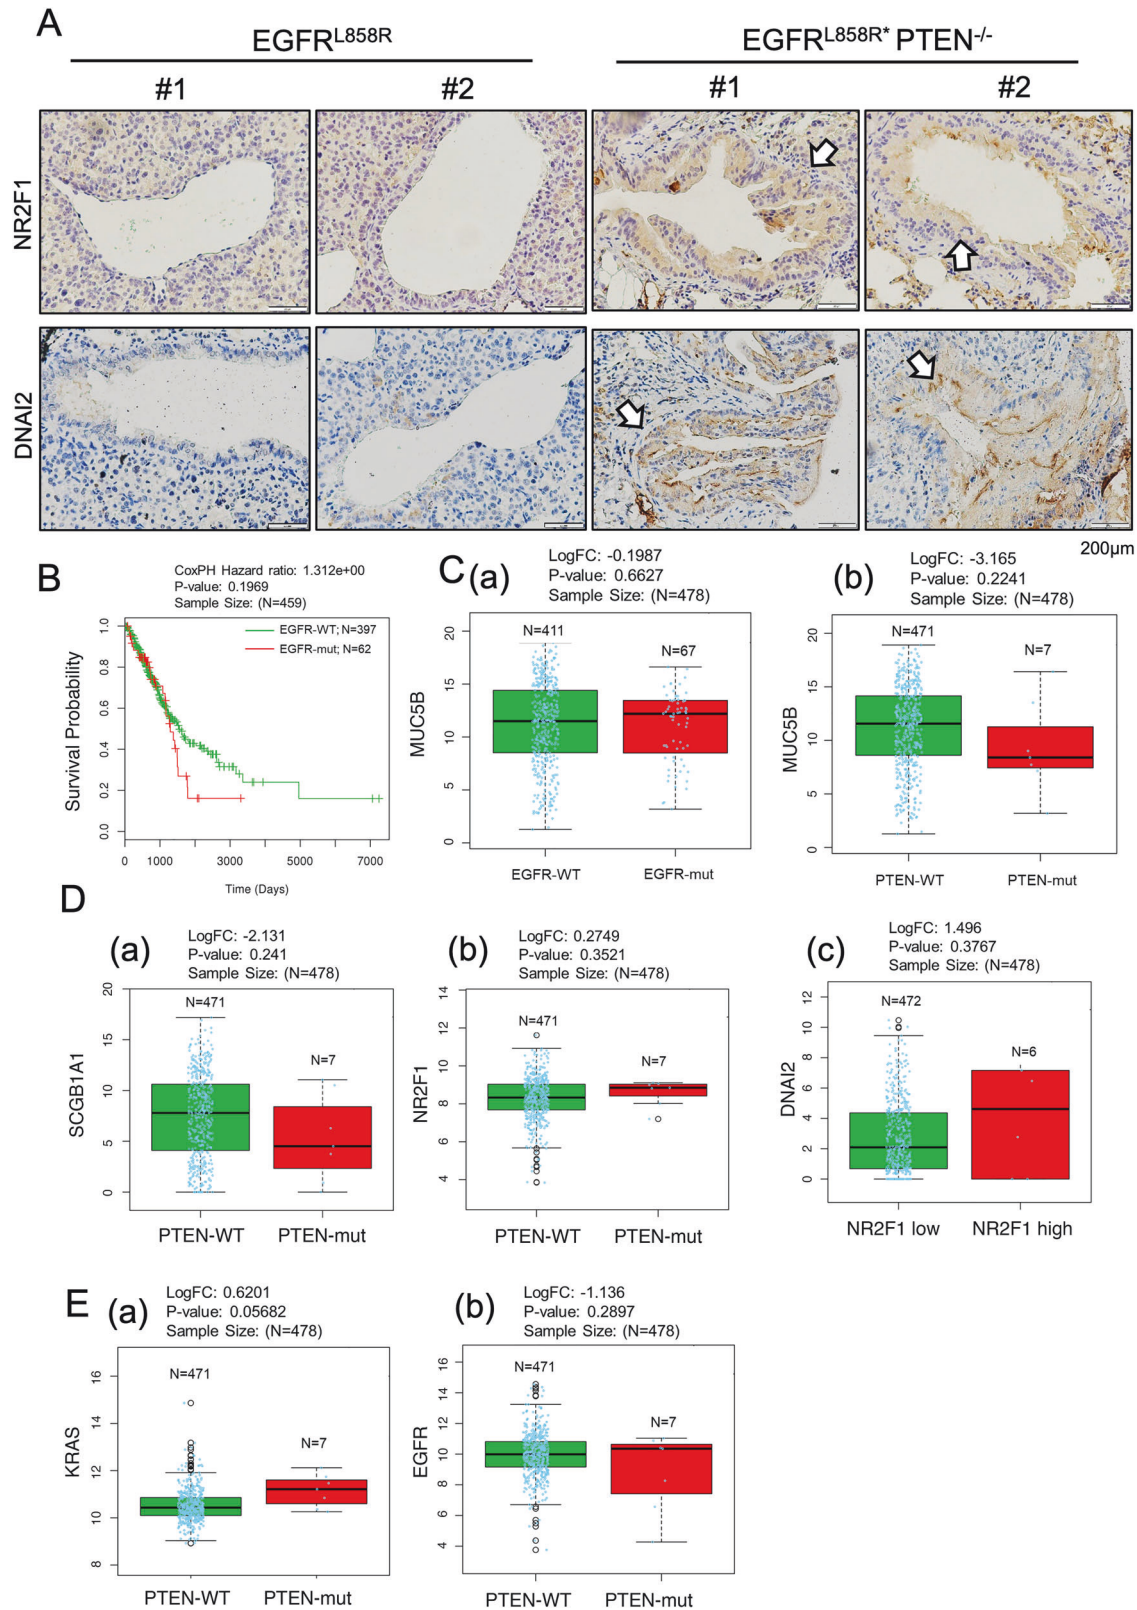 A
EGFRL858R
EGFRL858R* PTEN-/-
#1
#2
#1
#2
NR2F1
DNAI2
200µm
B
CoxPH Hazard ratio: 1.312e+00
P-value: 0.1969
Sample Size: (N=459)
EGFR-WT; N=397
EGFR-mut; N=62
Survival Probability
1.0
0.8
0.6
0.4
0.2
0.0
0
1000
3000
5000
7000
Time (Days)
C
(a)
LogFC: -0.1987
P-value: 0.6627
Sample Size: (N=478)
N=411
N=67
MUC5B
20
15
10
5
0
EGFR-WT
EGFR-mut
(b)
LogFC: -3.165
P-value: 0.2241
Sample Size: (N=478)
N=471
N=7
MUC5B
20
15
10
5
0
PTEN-WT
PTEN-mut
D
(a)
LogFC: -2.131
P-value: 0.241
Sample Size: (N=478)
N=471
N=7
SCGB1A1
20
15
10
5
0
PTEN-WT
PTEN-mut
(b)
LogFC: 0.2749
P-value: 0.3521
Sample Size: (N=478)
N=471
N=7
NR2F1
14
12
10
8
6
4
PTEN-WT
PTEN-mut
(c)
LogFC: 1.496
P-value: 0.3767
Sample Size: (N=478)
N=472
N=6
DNAI2
12
10
8
6
4
2
0
NR2F1 low
NR2F1 high
E
(a)
LogFC: 0.6201
P-value: 0.05682
Sample Size: (N=478)
N=471
N=7
KRAS
16
14
12
10
8
PTEN-WT
PTEN-mut
(b)
LogFC: -1.136
P-value: 0.2897
Sample Size: (N=478)
N=471
N=7
EGFR
16
14
12
10
8
6
4
PTEN-WT
PTEN-mut